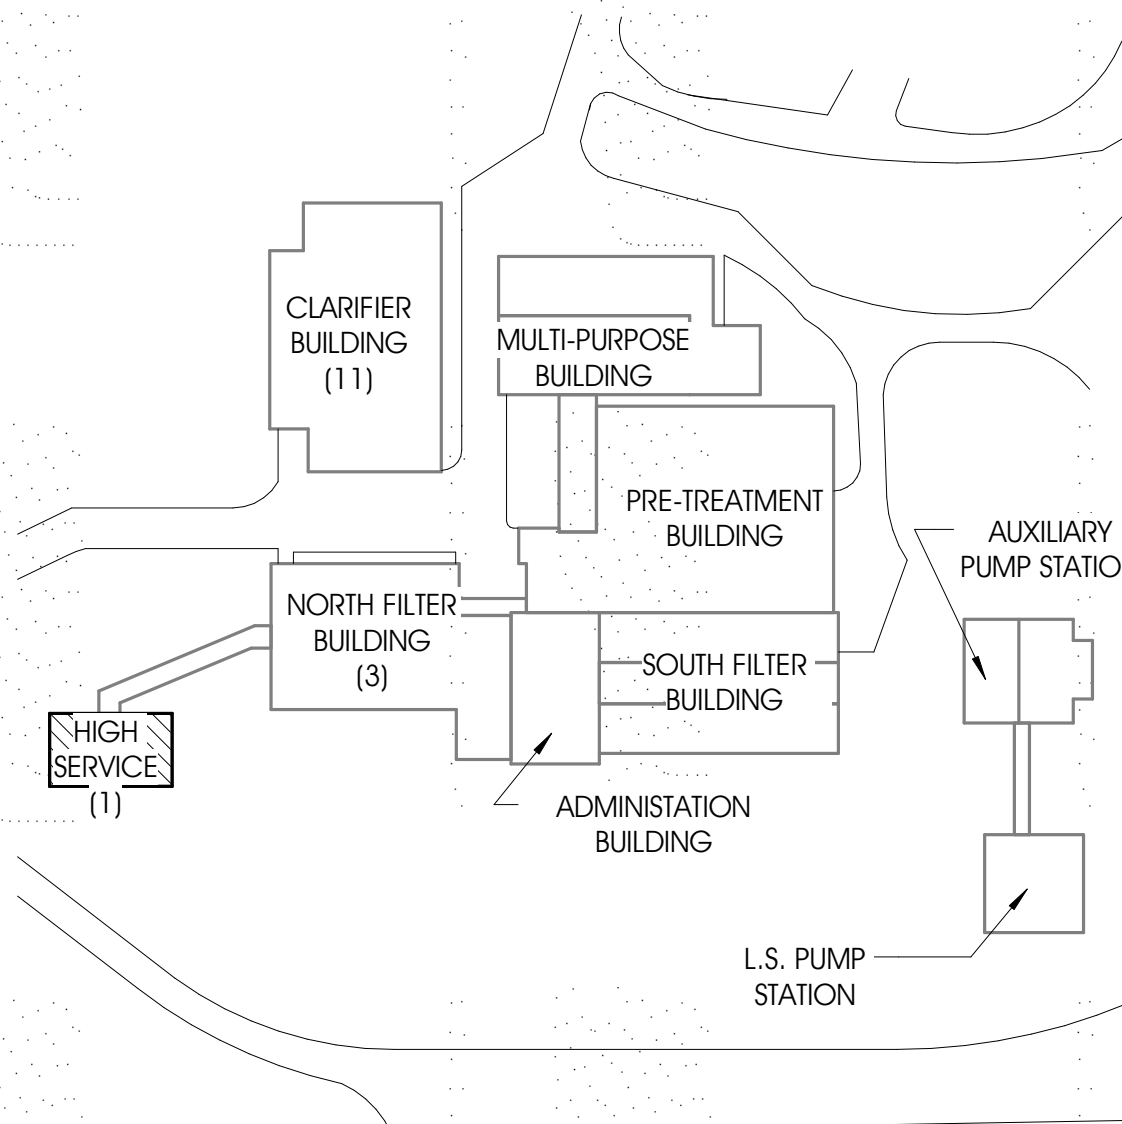 CLARIFIER
BUILDING
(11)
MULTI-PURPOSE
BUILDING
PRE-TREATMENT
BUILDING
AUXILIARY
PUMP STATIO
NORTH FILTER
BUILDING
(3)
SOUTH FILTER
BUILDING
HIGH
SERVICE
(1)
ADMINISTATION
BUILDING
L.S. PUMP
STATION